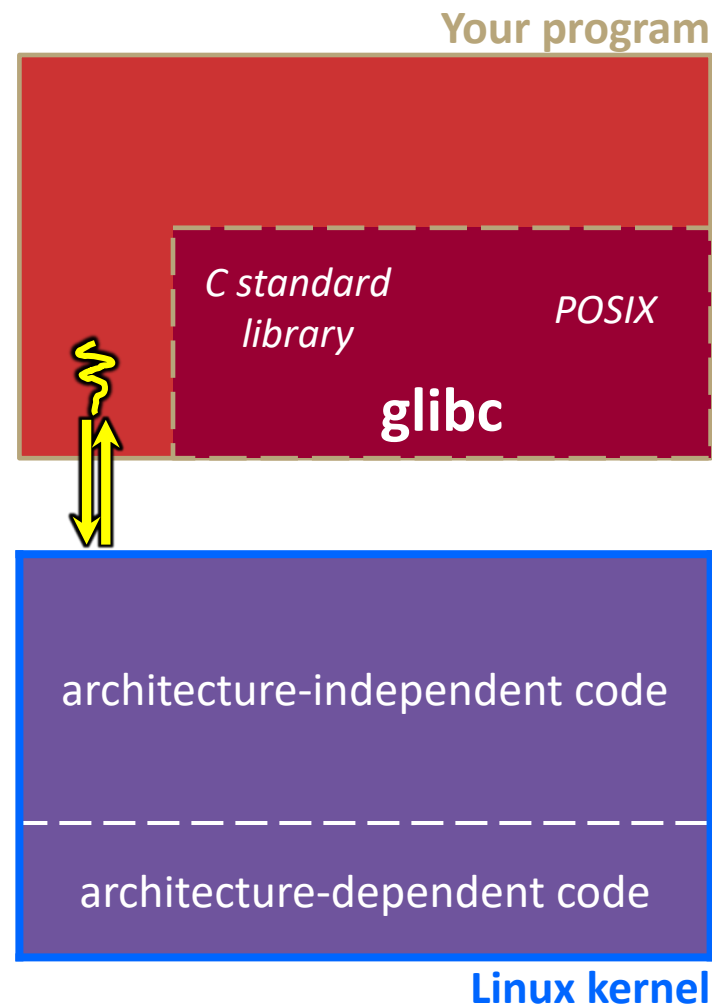 Your program
C standard
library
POSIX
glibc
architecture-independent code
architecture-dependent code
Linux kernel